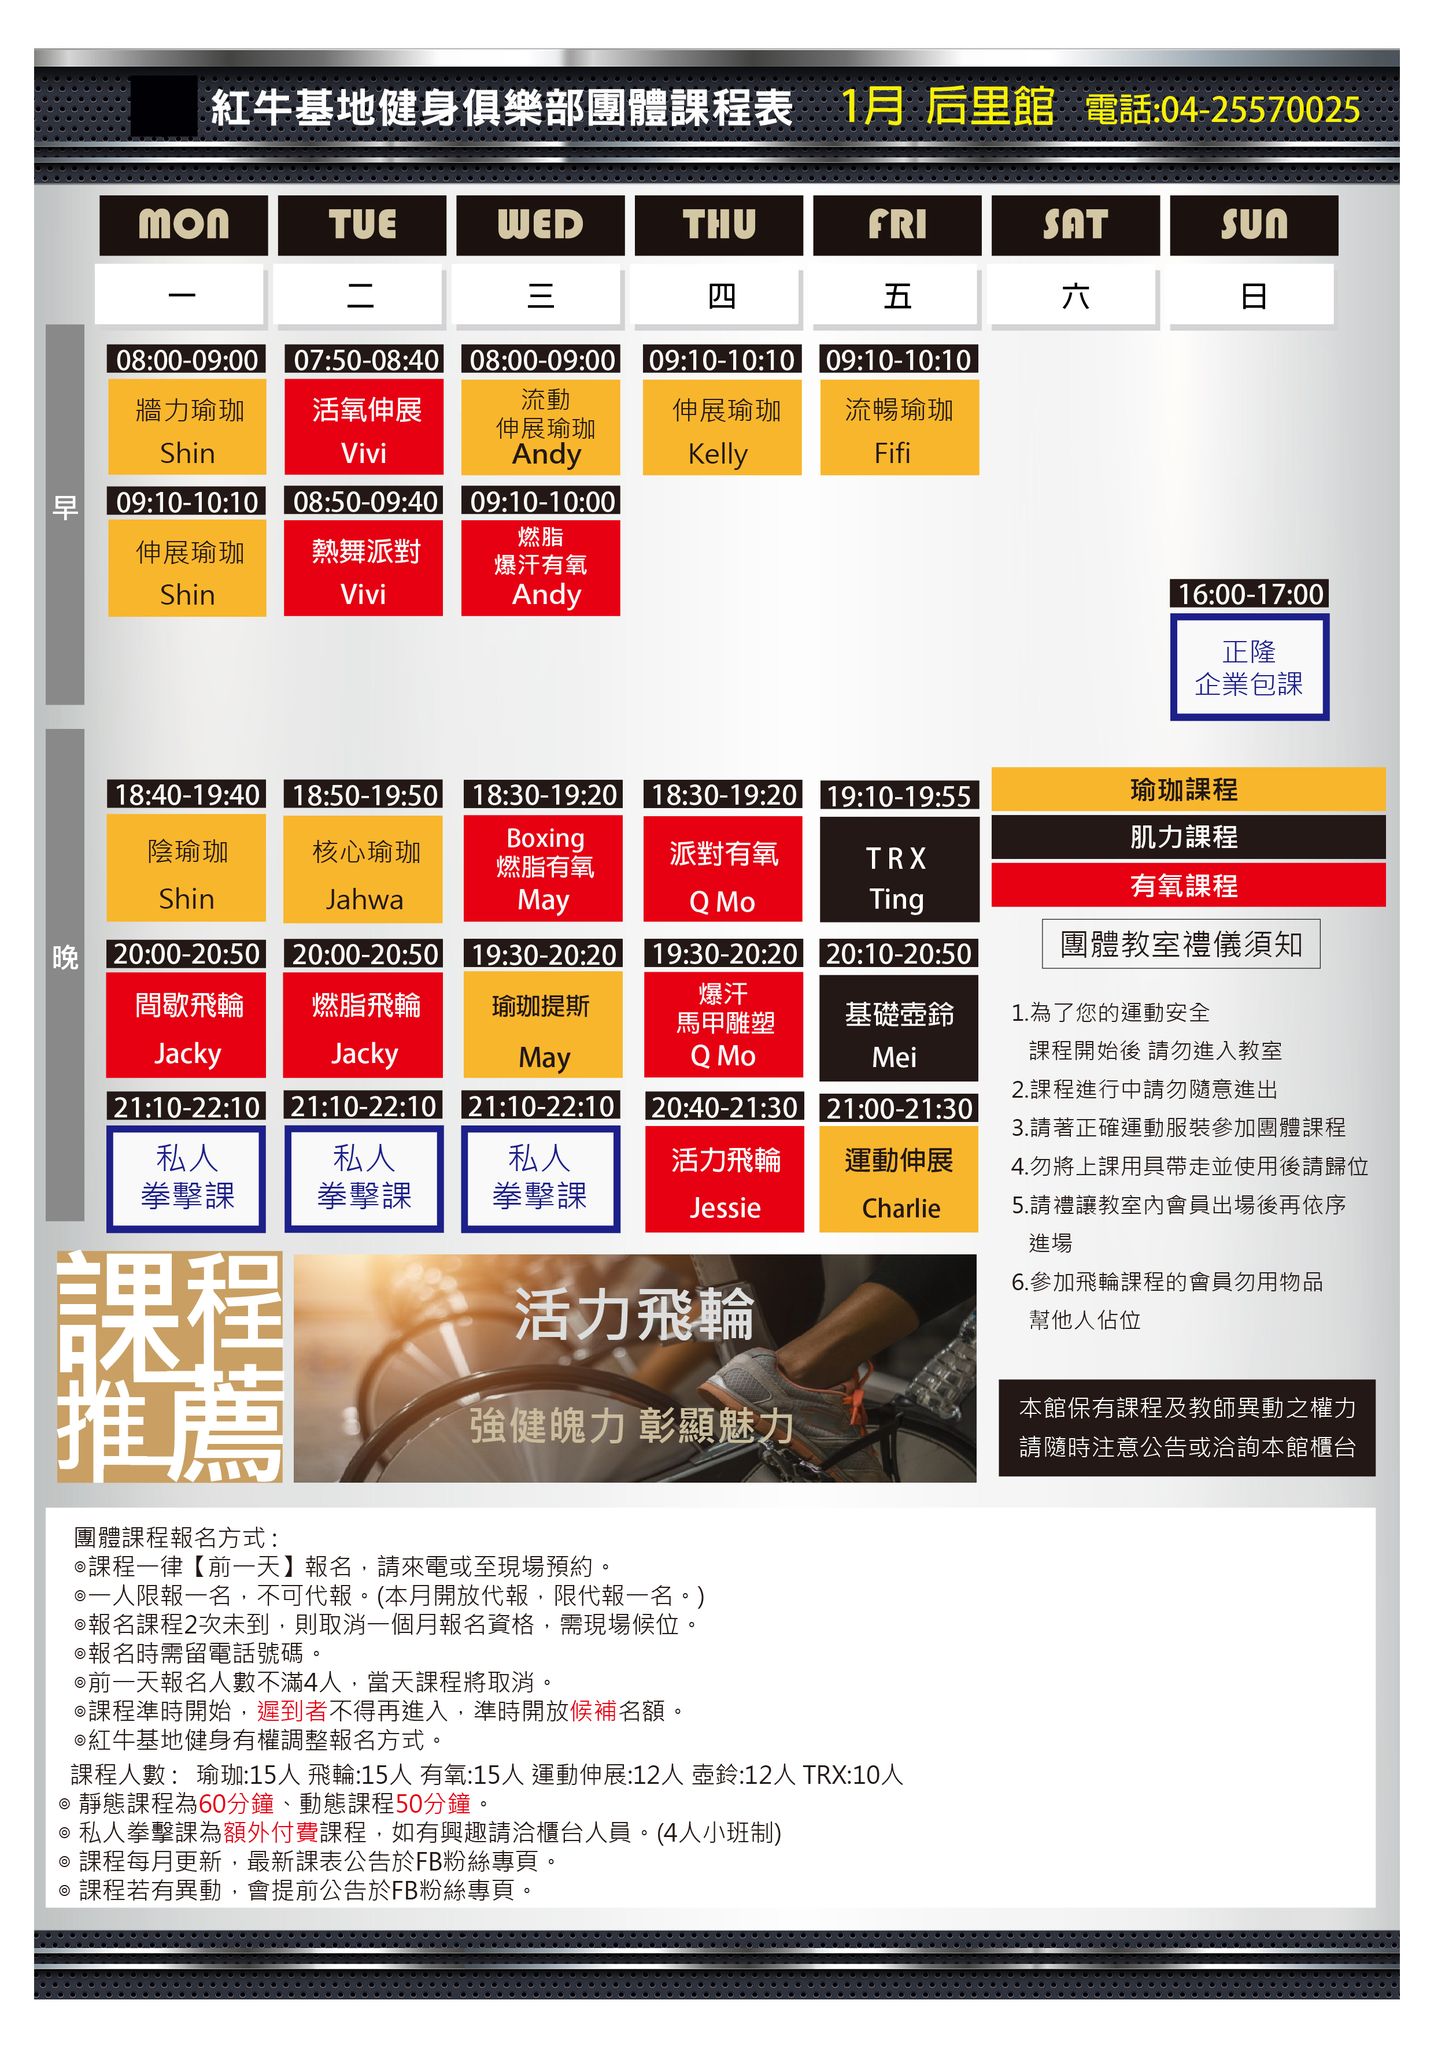 紅牛基地健身俱樂部團體課程表 1月 后里館 電話:04-25570025
MON TUE WED THU FRI SAT SUN
一 二 三 四 五 六 日
早
08:00-09:00 07:50-08:40 08:00-09:00 09:10-10:10 09:10-10:10
牆力瑜珈
Shin
活氧伸展
Vivi
流動
伸展瑜珈
Andy
伸展瑜珈
Kelly
流暢瑜珈
Fifi
09:10-10:10 08:50-09:40 09:10-10:00
伸展瑜珈
Shin
熱舞派對
Vivi
燃脂
爆汗有氧
Andy
16:00-17:00
正隆
企業包課
晚
18:40-19:40 18:50-19:50 18:30-19:20 18:30-19:20 19:10-19:55
陰瑜珈
Shin
核心瑜珈
Jahwa
Boxing
燃脂有氧
May
派對有氧
Q Mo
T R X
Ting
20:00-20:50 20:00-20:50 19:30-20:20 19:30-20:20 20:10-20:50
間歇飛輪
Jacky
燃脂飛輪
Jacky
瑜珈提斯
May
爆汗
馬甲雕塑
Q Mo
基礎壺鈴
Mei
21:10-22:10 21:10-22:10 21:10-22:10 20:40-21:30 21:00-21:30
私人
拳擊課
私人
拳擊課
私人
拳擊課
活力飛輪
Jessie
運動伸展
Charlie
瑜珈課程
肌力課程
有氧課程
團體教室禮儀須知
1.為了您的運動安全
課程開始後 請勿進入教室
2.課程進行中請勿隨意進出
3.請著正確運動服裝參加團體課程
4.勿將上課用具帶走並使用後請歸位
5.請禮讓教室內會員出場後再依序
進場
6.參加飛輪課程的會員勿用物品
幫他人佔位
課程
推薦
活力飛輪
強健魄力 彰顯魅力
本館保有課程及教師異動之權力
請隨時注意公告或洽詢本館櫃台
團體課程報名方式：
◎課程一律【前一天】報名，請來電或至現場預約。
◎一人限報一名，不可代報。(本月開放代報，限代報一名。)
◎報名課程2次未到，則取消一個月報名資格，需現場候位。
◎報名時需留電話號碼。
◎前一天報名人數不滿4人，當天課程將取消。
◎課程準時開始，遲到者不得再進入，準時開放候補名額。
◎紅牛基地健身有權調整報名方式。
課程人數： 瑜珈:15人 飛輪:15人 有氧:15人 運動伸展:12人 壺鈴:12人 TRX:10人
◎ 靜態課程為60分鐘、動態課程50分鐘。
◎ 私人拳擊課為額外付費課程，如有興趣請洽櫃台人員。(4人小班制)
◎ 課程每月更新，最新課表公告於FB粉絲專頁。
◎ 課程若有異動，會提前公告於FB粉絲專頁。